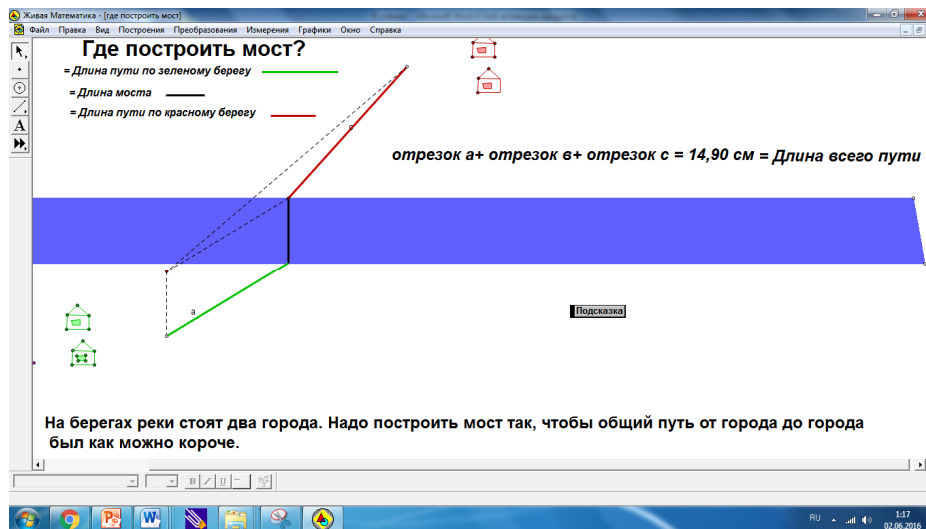 Живая Математика - [где построить мост]
Файл Правка Вид Построения Преобразования Измерения Графики Окно Справка
Где построить мост?
= Длина пути по зеленому берегу
= Длина моста
= Длина пути по красному берегу
отрезок а+ отрезок в+ отрезок с = 14,90 см = Длина всего пути
а
Подсказка
На берегах реки стоят два города. Надо построить мост так, чтобы общий путь от города до города
был как можно короче.
RU
1:17
02.06.2016